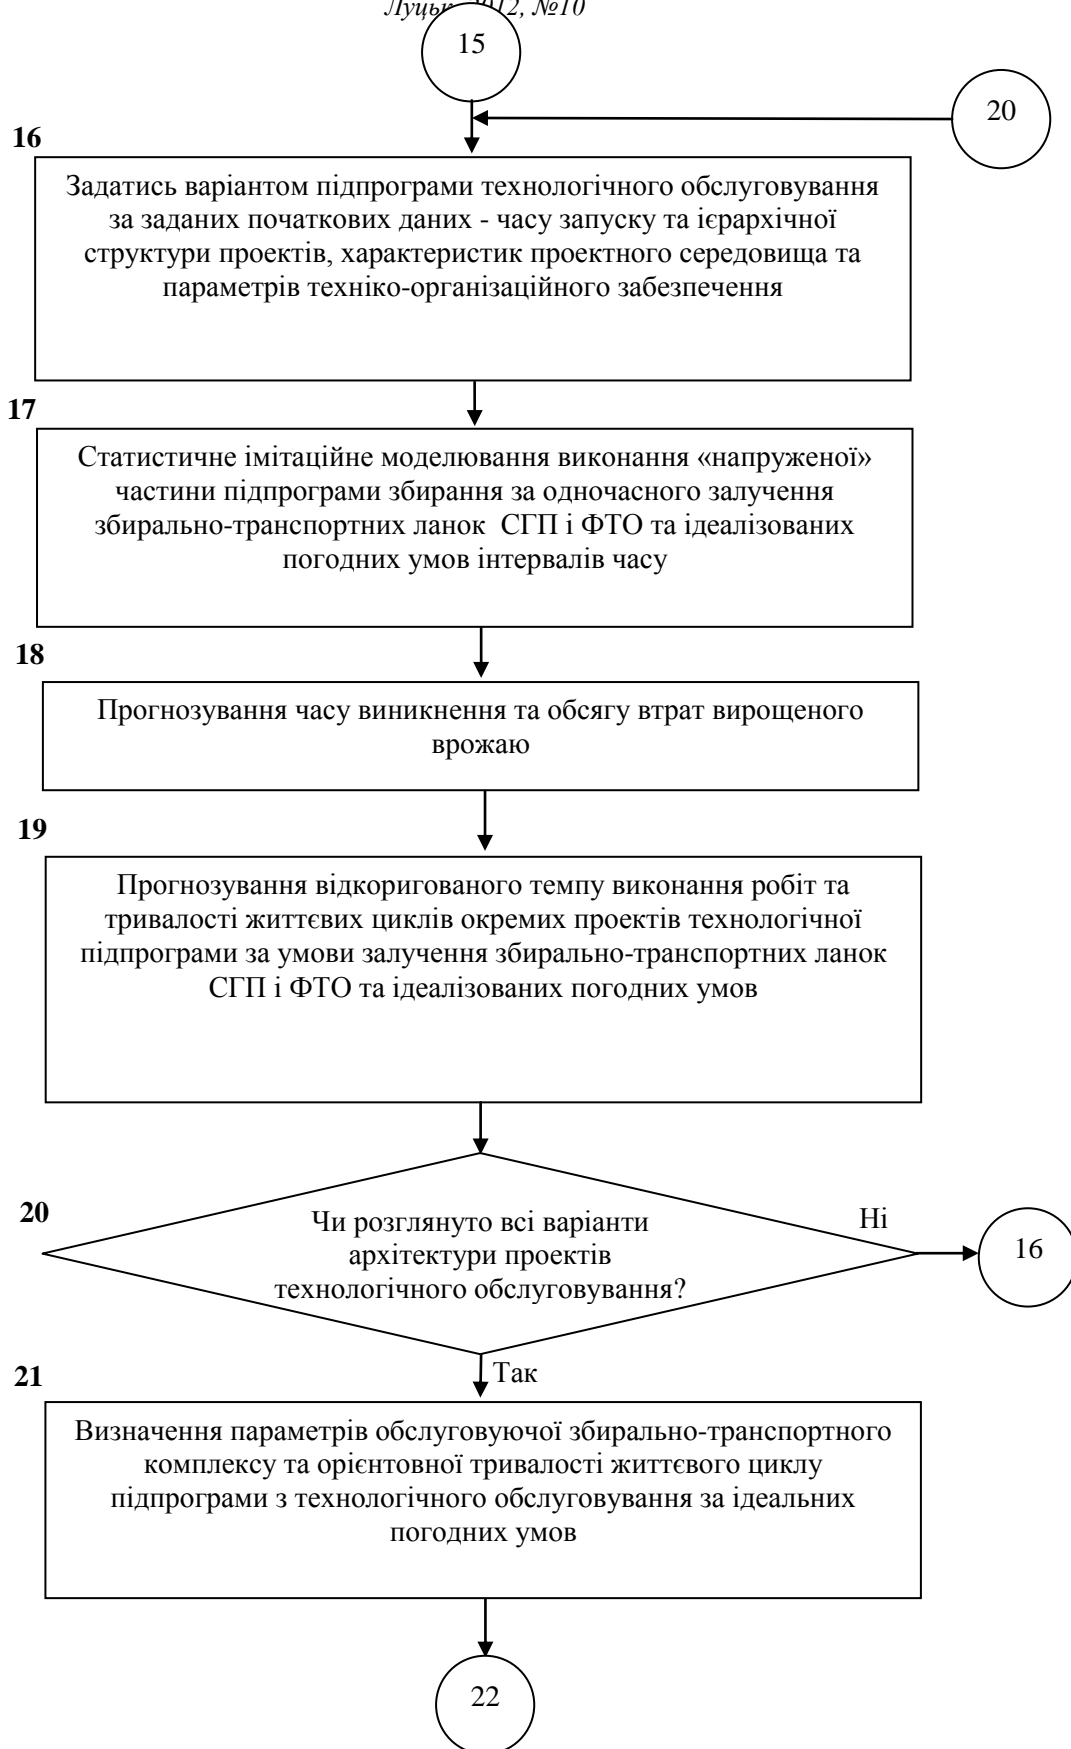 2012, №10
15
20
16
Задатись варіантом підпрограми технологічного обслуговування
за заданих початкових даних - часу запуску та ієрархічної
структури проектів, характеристик проектного середовища та
параметрів техніко-організаційного забезпечення
17
Статистичне імітаційне моделювання виконання «напруженої»
частини підпрограми збирання за одночасного залучення
збирально-транспортних ланок СГП і ФТО та ідеалізованих
погодних умов інтервалів часу
18
Прогнозування часу виникнення та обсягу втрат вирощеного
врожаю
19
Прогнозування відкоригованого темпу виконання робіт та
тривалості життєвих циклів окремих проектів технологічної
підпрограми за умови залучення збирально-транспортних ланок
СГП і ФТО та ідеалізованих погодних умов
20
Чи розглянуто всі варіанти
архітектури проектів
технологічного обслуговування?
Ні
16
21
Так
Визначення параметрів обслуговуючої збирально-транспортного
комплексу та орієнтовної тривалості життєвого циклу
підпрограми з технологічного обслуговування за ідеальних
погодних умов
22